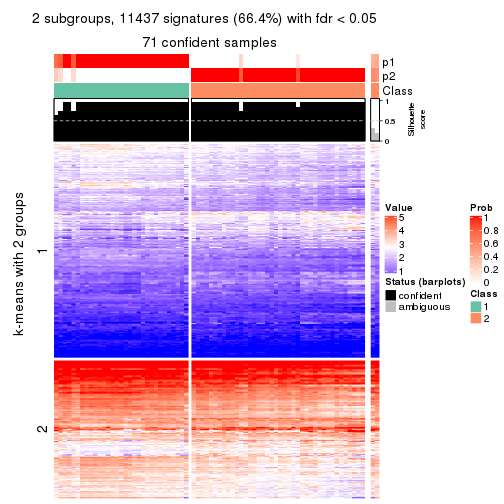 2 subgroups, 11437 signatures (66.4%) with fdr < 0.05
71 confident samples
p1
p2
Class
1
0.5
0
Silhouette
score
k-means with 2 groups
1
2
Value
5
4
3
2
1
Status (barplots)
confident
ambiguous
Prob
1
0.8
0.6
0.4
0.2
0
Class
1
2